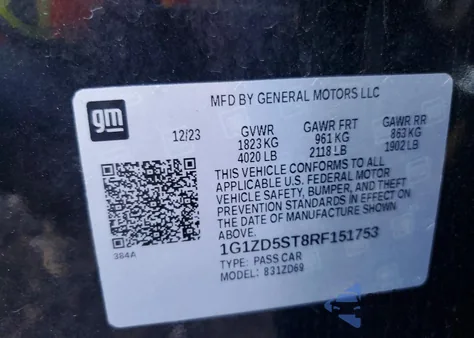 MFD BY GENERAL MOTORS LLC
gm
12/23 GVWR GAWR FRT GAWR RR
1823 KG 961 KG 863 KG
4020 LB 2118 LB 1902 LB
THIS VEHICLE CONFORMS TO ALL
APPLICABLE U.S. FEDERAL MOTOR
VEHICLE SAFETY, BUMPER, AND THEFT
PREVENTION STANDARDS IN EFFECT ON
THE DATE OF MANUFACTURE SHOWN
ABOVE.
384A
1G1ZD5ST8RF151753
TYPE: PASS CAR
MODEL: 831ZD69